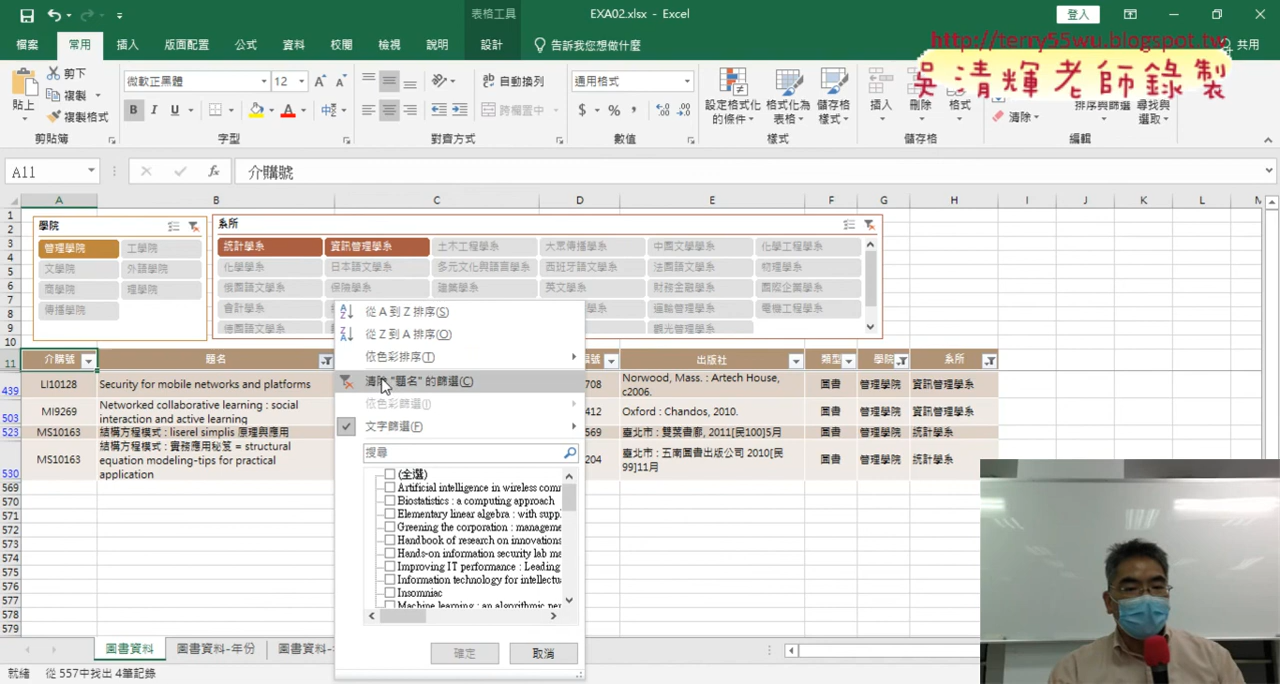 表格工具
EXA02.xlsx - Excel
登入
檔案 常用 插入 版面配置 公式 資料 校閱 檢視 說明 設計 告訴我您想做什麼
共用
http://terry55wu.blogspot.tw
吳清輝老師錄製
貼上 剪下 複製 複製格式 剪貼簿
微軟正黑體 12
B I U 字型
自動換列 跨欄置中 對齊方式
通用格式 數值
設定格式化的條件 格式化為表格 儲存格樣式 樣式
插入 刪除 格式 儲存格
清除 排序與篩選 尋找與選取 編輯
A11 fx 介購號
A B C D E F G H I J K L M
學院
管理學院 工學院
文學院 外語學院
商學院 理學院
傳播學院
系所
統計學系 資訊管理學系 土木工程學系 大眾傳播學系 中國文學學系 化學工程學系
化學學系 日本語文學系 多元文化與語言學系 西班牙語文學系 法國語文學系 物理學系
俄國語文學系 保險學系 建築學系 英文學系 財務金融學系 國際企業學系
會計學系 運輸管理學系 電機工程學系
德國語文學系 觀光管理學系
從 A 到 Z 排序(S)
從 Z 到 A 排序(O)
依色彩排序(T)
清除 "題名" 的篩選(C)
依色彩篩選(I)
文字篩選(F)
搜尋
(全選)
Artificial intelligence in wireless com
Biostatistics : a computing approach
Elementary linear algebra : with supp
Greening the corporation : manageme
Handbook of research on innovations
Hands-on information security lab ma
Improving IT performance : Leading
Information technology for intellectu
Insomniac
Machine learning : an algorithmic per
確定 取消
11 介購號 題名 號 出版社 類型 學院 系所
439 LI10128 Security for mobile networks and platforms 708 Norwood, Mass. : Artech House, c2006. 圖書 管理學院 資訊管理學系
503 MI9269 Networked collaborative learning : social interaction and active learning 412 Oxford : Chandos, 2010. 圖書 管理學院 資訊管理學系
523 MS10163 結構方程模式 : liserel simplis 原理與應用 569 臺北市 : 雙葉書廊, 2011[民100]5月 圖書 管理學院 統計學系
530 MS10163 結構方程模式 : 實務應用秘笈 = structural equation modeling-tips for practical application 204 臺北市 : 五南圖書出版公司 2010[民99]11月 圖書 管理學院 統計學系
569
570
571
572
573
574
575
576
577
578
579
圖書資料 圖書資料-年份 圖書資料-
就緒 從 557中找出 4筆記錄